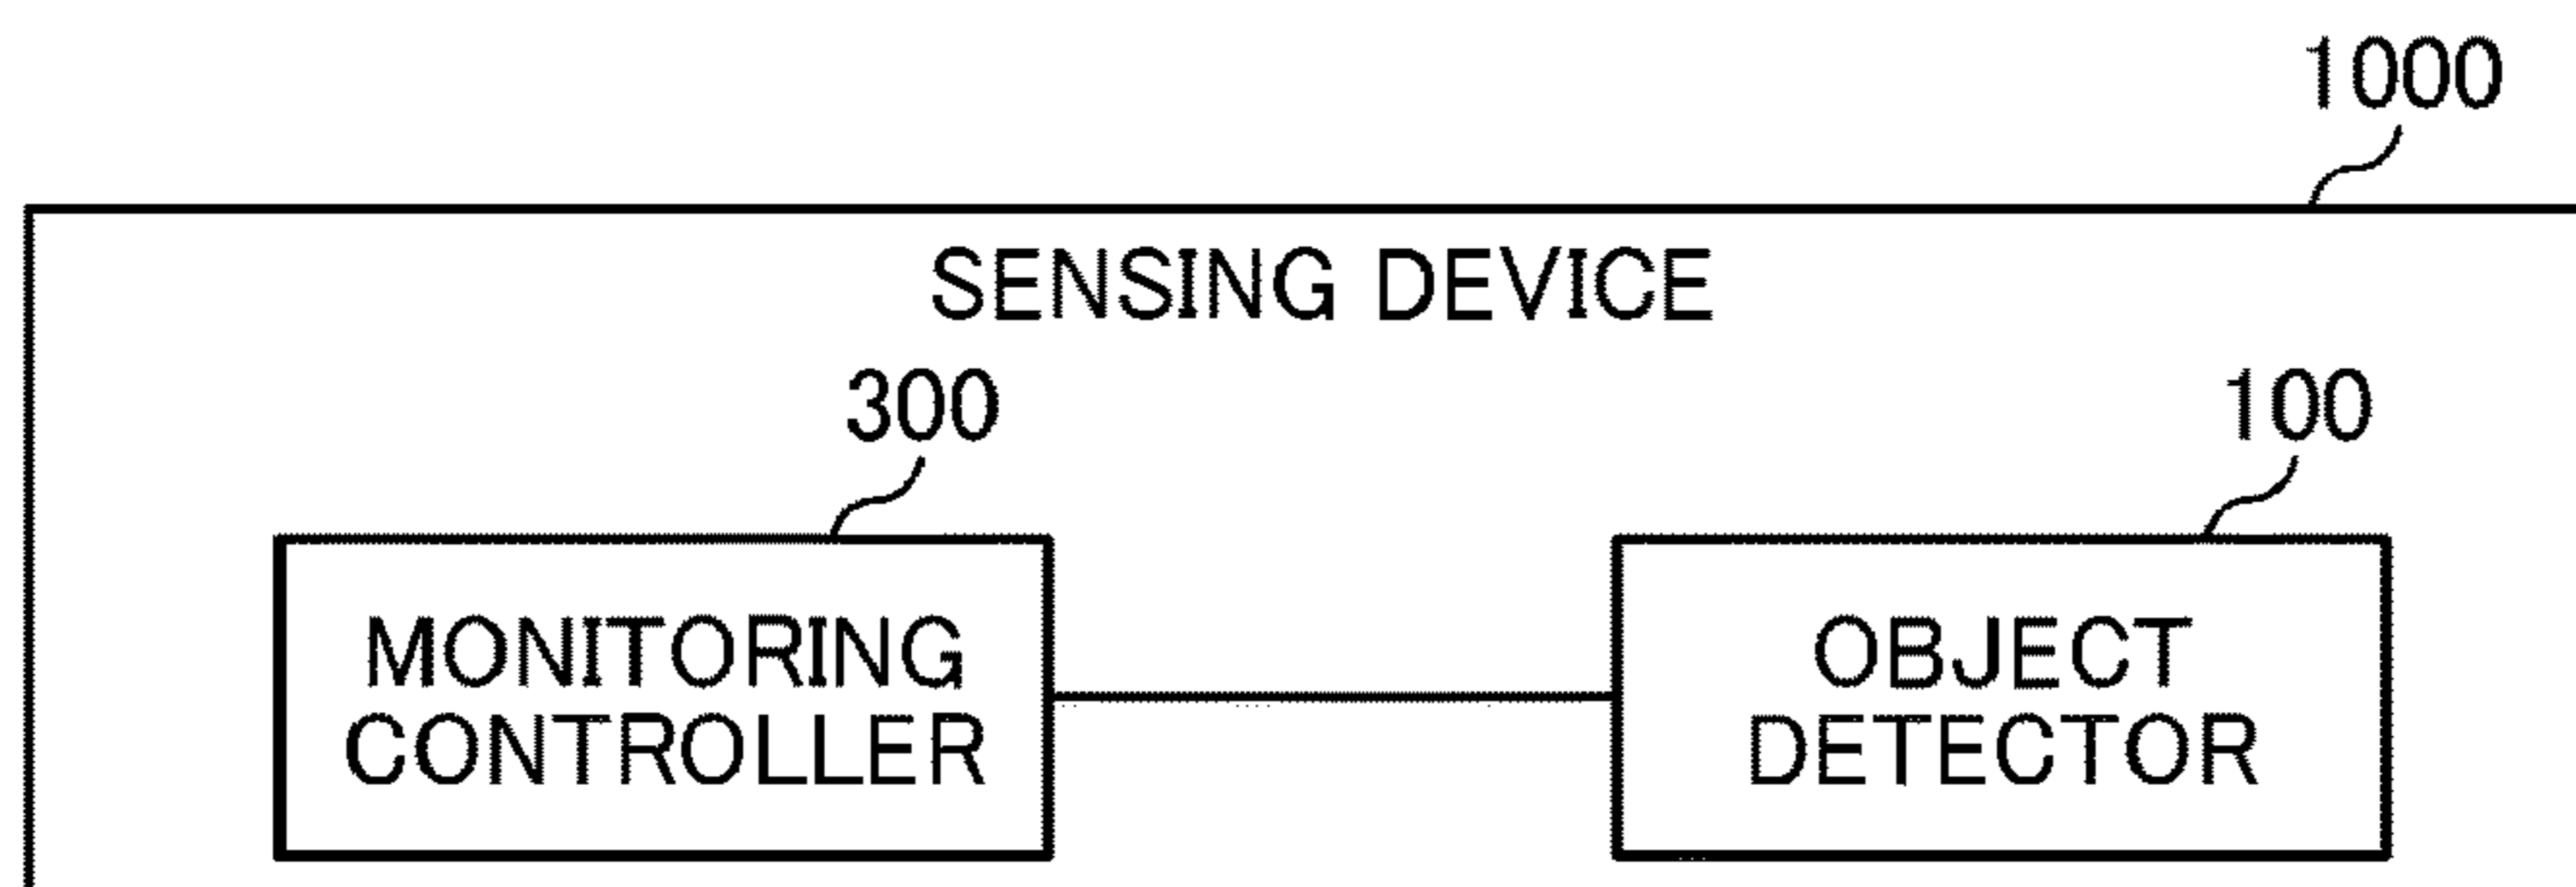 1000
SENSING DEVICE
300
100
MONITORING
CONTROLLER
OBJECT
DETECTOR